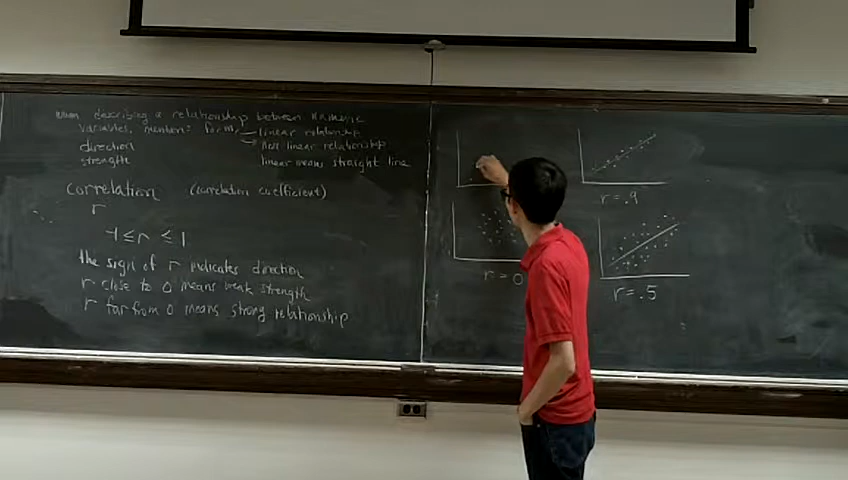 When describing a relationship between numeric
variables, mention: form, linear relationship
non linear relationship
direction
strength
linear means straight line
correlation (correlation coefficient)
r
-1 ≤ r ≤ 1
the sign of r indicates direction
r close to 0 means weak strength
r far from 0 means strong relationship
r = .9
r = 0
r = .5